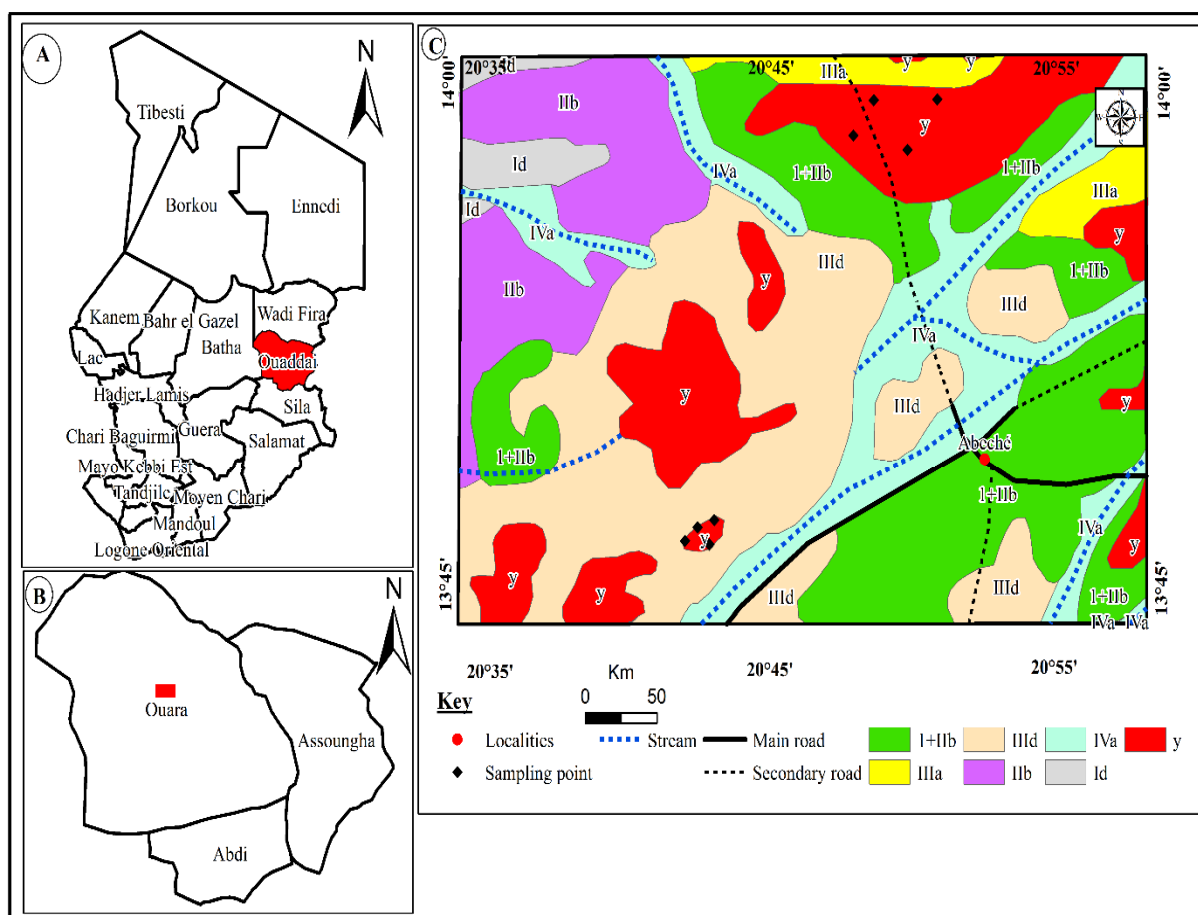 A
N
Tibesti
Borkou
Ennedi
Kanem
Bahr el Gazel
Wadi Fira
Batha
Lac
Ouaddai
Hadjer Lamis
Sila
Chari Baguirmi
Guera
Salamat
Mayo Kebbi Est
Tandjile
Moyen Chari
Mandoul
Logone Oriental
B
N
Ouara
Assoungha
Abdi
C
20°35' 20°45' 20°55'
14°00' 14°00'
Id
IIIa
y y
N
W E
S
IIb
y
Id
IVa
1+IIb
1+IIb
IIIa
Id
IVa
y
IIId
1+IIb
y
IIb
IIId
IVa
y
IIId
y
1+IIb
Abeché
1+IIb
IVa
y
y
13°45' 13°45'
y
y
IIId
IIId
1+IIb
IVa IVa
20°35' 20°45' 20°55'
Km
0 50
Key
Localities
Stream
Main road
1+IIb
IIId
IVa
y
Sampling point
Secondary road
IIIa
IIb
Id